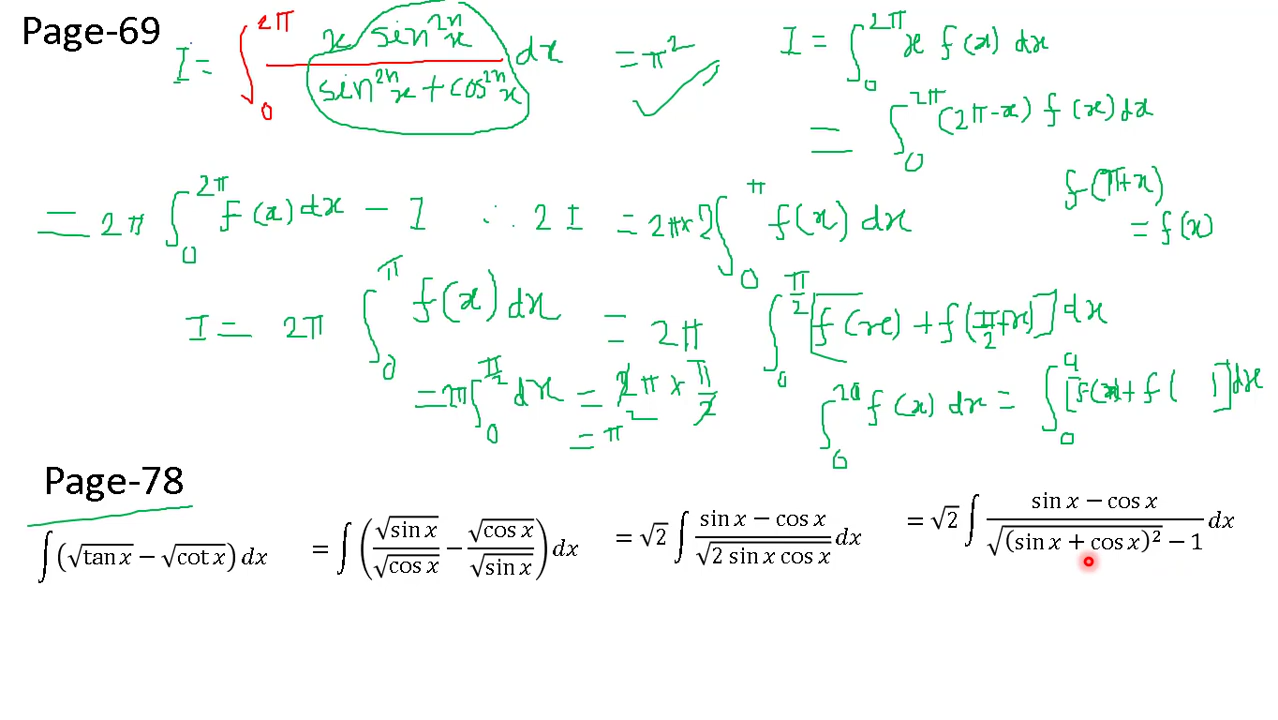 Page-69
I = ∫₀^{2π} x sin^{2n} x / (sin^{2n} x + cos^{2n} x) dx = π² ✓
I = ∫₀^{2π} x f(x) dx
= ∫₀^{2π} (2π-x) f(x) dx
= 2π ∫₀^{2π} f(x) dx - I ∴ 2I = 2π×2 ∫₀^{π} f(x) dx
f(π+x)
= f(x)
I = 2π ∫₀^{π} f(x) dx = 2π ∫₀^{π/2} [f(x) + f(π/2+x)] dx
= 2π ∫₀^{π/2} dx = 2π × π/2
= π²
∫₀^{2a} f(x) dx = ∫₀^{a} [f(x) + f( )] dx
Page-78
∫(√tan x − √cot x) dx = ∫(√sin x/√cos x − √cos x/√sin x) dx = √2 ∫ (sin x − cos x)/√(2 sin x cos x) dx = √2 ∫ (sin x − cos x)/√((sin x + cos x)² − 1) dx